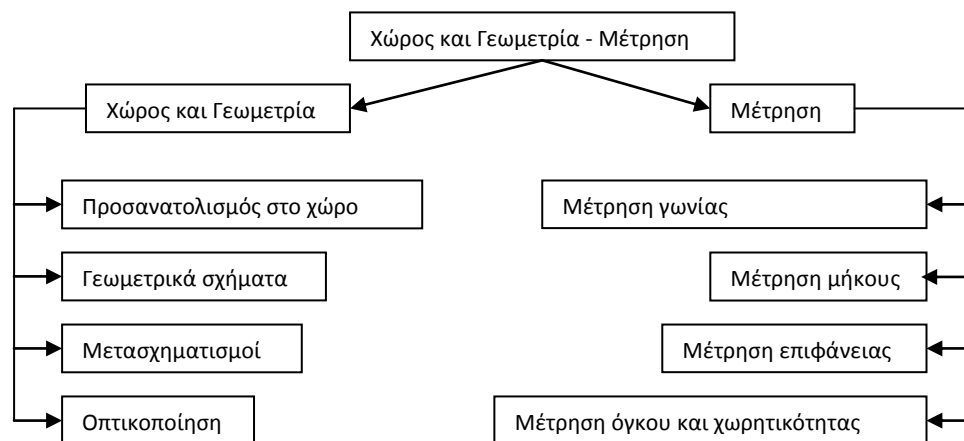 Χώρος και Γεωμετρία - Μέτρηση
Χώρος και Γεωμετρία
Μέτρηση
Προσανατολισμός στο χώρο
Μέτρηση γωνίας
Γεωμετρικά σχήματα
Μέτρηση μήκους
Μετασχηματισμοί
Μέτρηση επιφάνειας
Οπτικοποίηση
Μέτρηση όγκου και χωρητικότητας